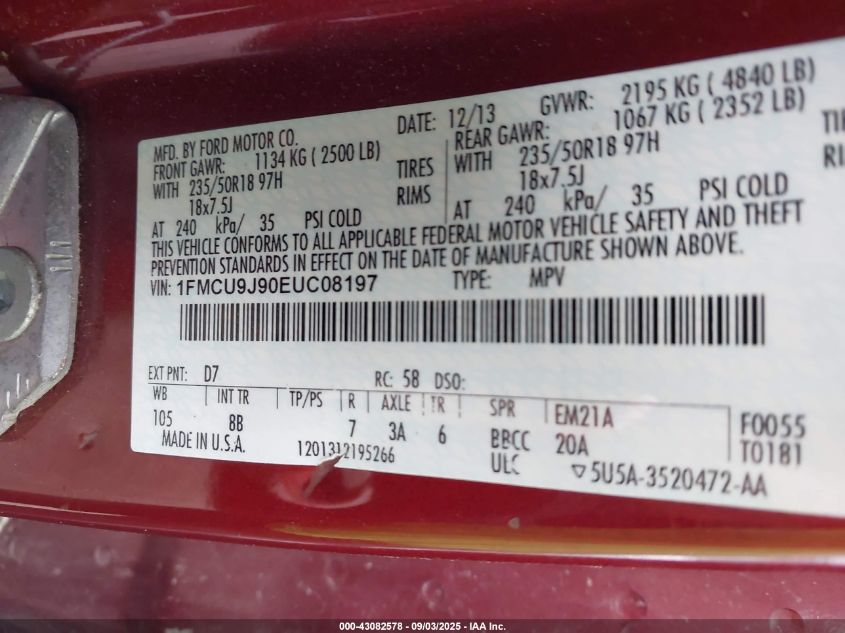 MFD. BY FORD MOTOR CO. DATE: 12/13 GVWR: 2195 KG ( 4840 LB)
FRONT GAWR: 1134 KG ( 2500 LB) REAR GAWR: 1067 KG ( 2352 LB)
WITH 235/50R18 97H TIRES WITH 235/50R18 97H TI
18x7.5J RIMS 18x7.5J RI
AT 240 kPa/ 35 PSI COLD AT 240 kPa/ 35 PSI COLD
THIS VEHICLE CONFORMS TO ALL APPLICABLE FEDERAL MOTOR VEHICLE SAFETY AND THEFT
PREVENTION STANDARDS IN EFFECT ON THE DATE OF MANUFACTURE SHOWN ABOVE.
VIN: 1FMCU9J90EUC08197 TYPE: MPV
EXT PNT: D7 RC: 58 DSO:
WB INT TR TP/PS R AXLE TR SPR EM21A F0055
105 8B 7 3A 6 BBCC 20A T0181
MADE IN U.S.A. 1201312195266 ULC ▽5U5A-3520472-AA
000-43082578 - 09/03/2025 - IAA Inc.